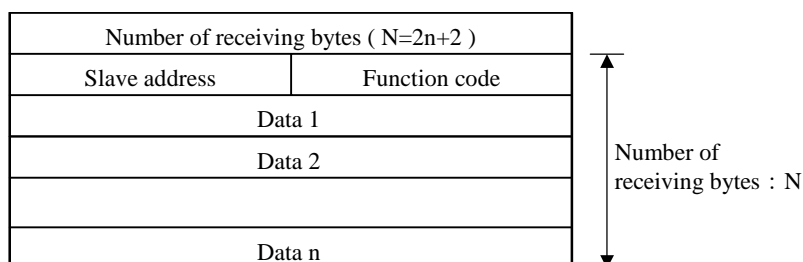 Number of receiving bytes ( N=2n+2 )
Slave address Function code
Data 1
Data 2
Number of
receiving bytes：N
Data n